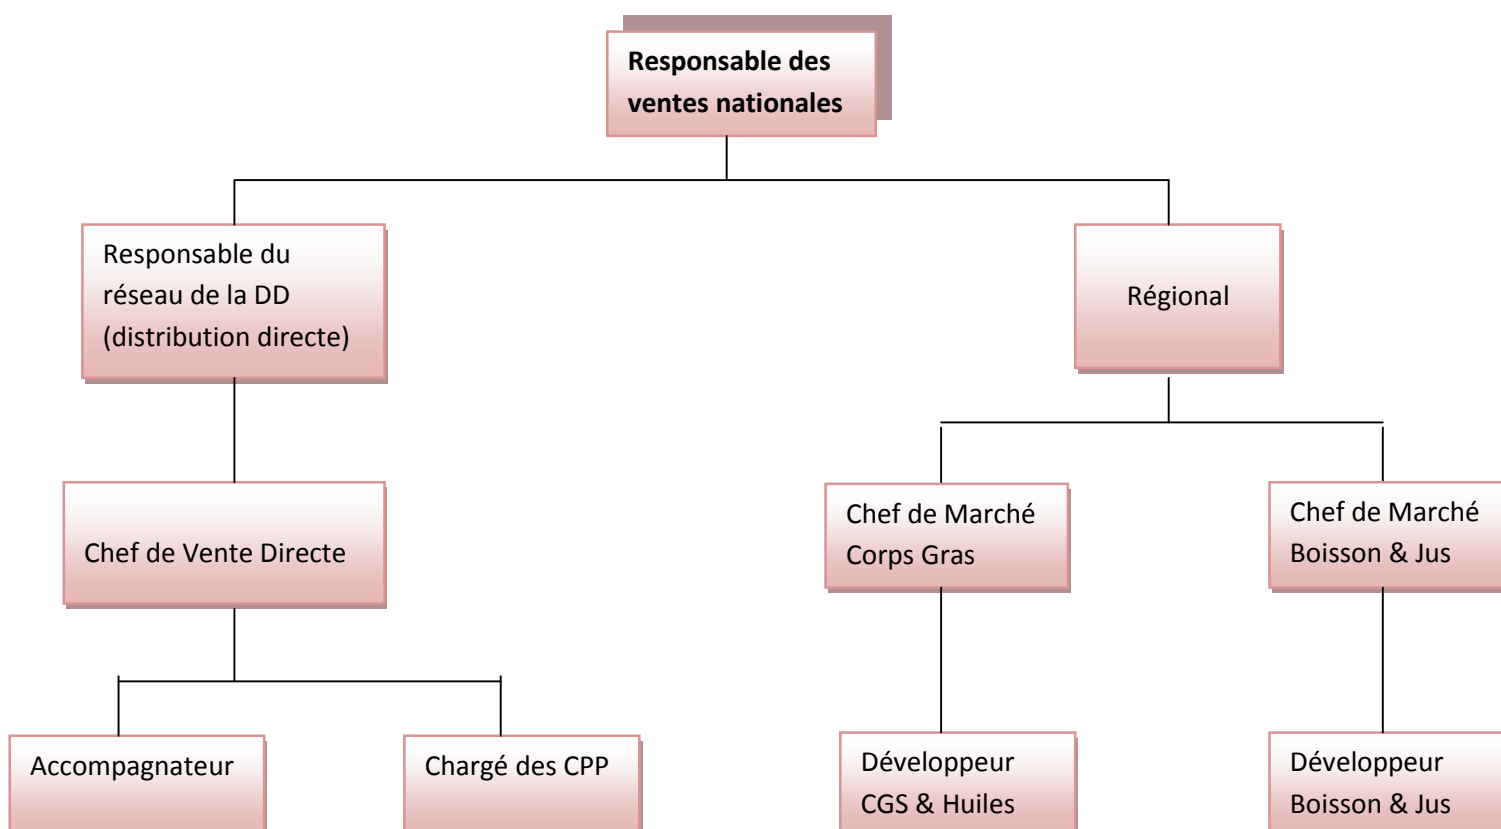 Responsable des
ventes nationales
Responsable du
réseau de la DD
(distribution directe)
Régional
Chef de Vente Directe
Chef de Marché
Corps Gras
Chef de Marché
Boisson & Jus
Accompagnateur
Chargé des CPP
Développeur
CGS & Huiles
Développeur
Boisson & Jus